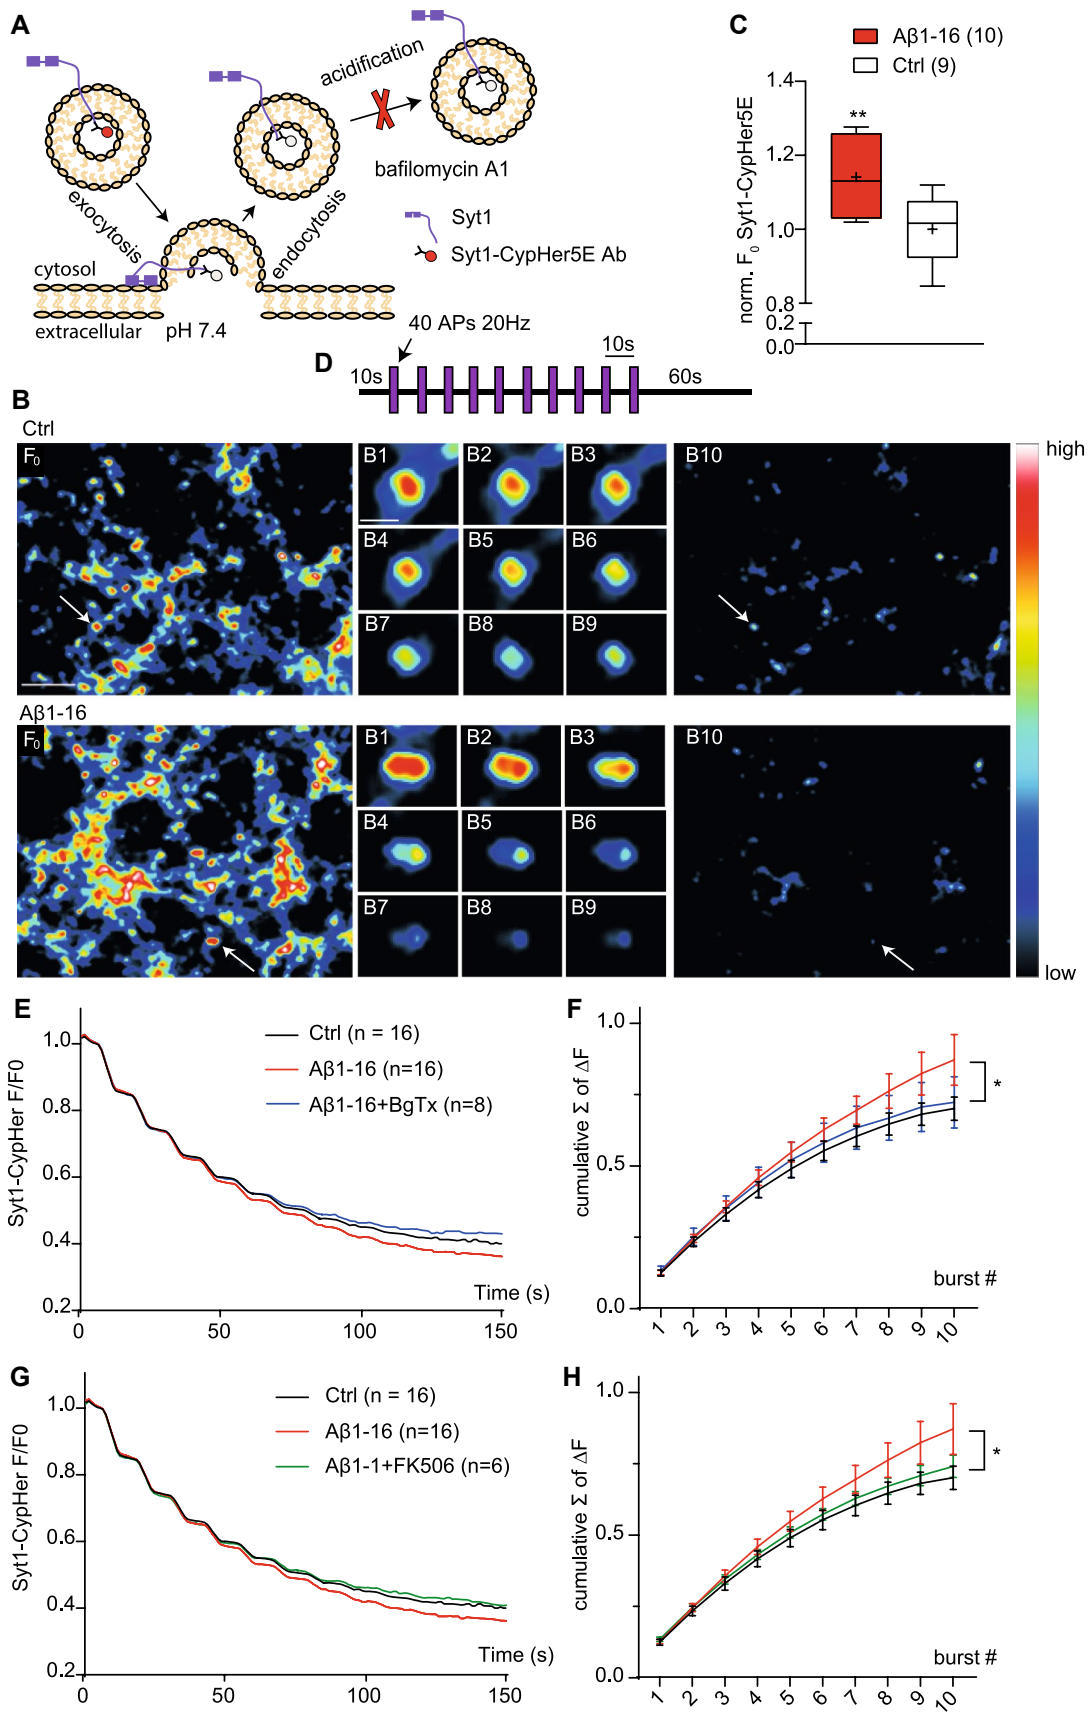 A
acidification
bafilomycin A1
exocytosis
endocytosis
Syt1
Syt1-CypHer5E Ab
cytosol
extracellular
pH 7.4
C
Aβ1-16 (10)
Ctrl (9)
norm. F0 Syt1-CypHer5E
1.4
1.2
1.0
0.8
0.2
0.0
**
D
40 APs 20Hz
10s
10s
60s
B
Ctrl
F0
B1
B2
B3
B4
B5
B6
B7
B8
B9
B10
high
low
Aβ1-16
F0
B1
B2
B3
B4
B5
B6
B7
B8
B9
B10
E
Syt1-CypHer F/F0
1.0
0.8
0.6
0.4
0.2
Ctrl (n = 16)
Aβ1-16 (n=16)
Aβ1-16+BgTx (n=8)
Time (s)
0
50
100
150
F
cumulative Σ of ΔF
1.0
0.5
0.0
*
burst #
1
2
3
4
5
6
7
8
9
10
G
Syt1-CypHer F/F0
1.0
0.8
0.6
0.4
0.2
Ctrl (n = 16)
Aβ1-16 (n=16)
Aβ1-1+FK506 (n=6)
Time (s)
0
50
100
150
H
cumulative Σ of ΔF
1.0
0.5
0.0
*
burst #
1
2
3
4
5
6
7
8
9
10